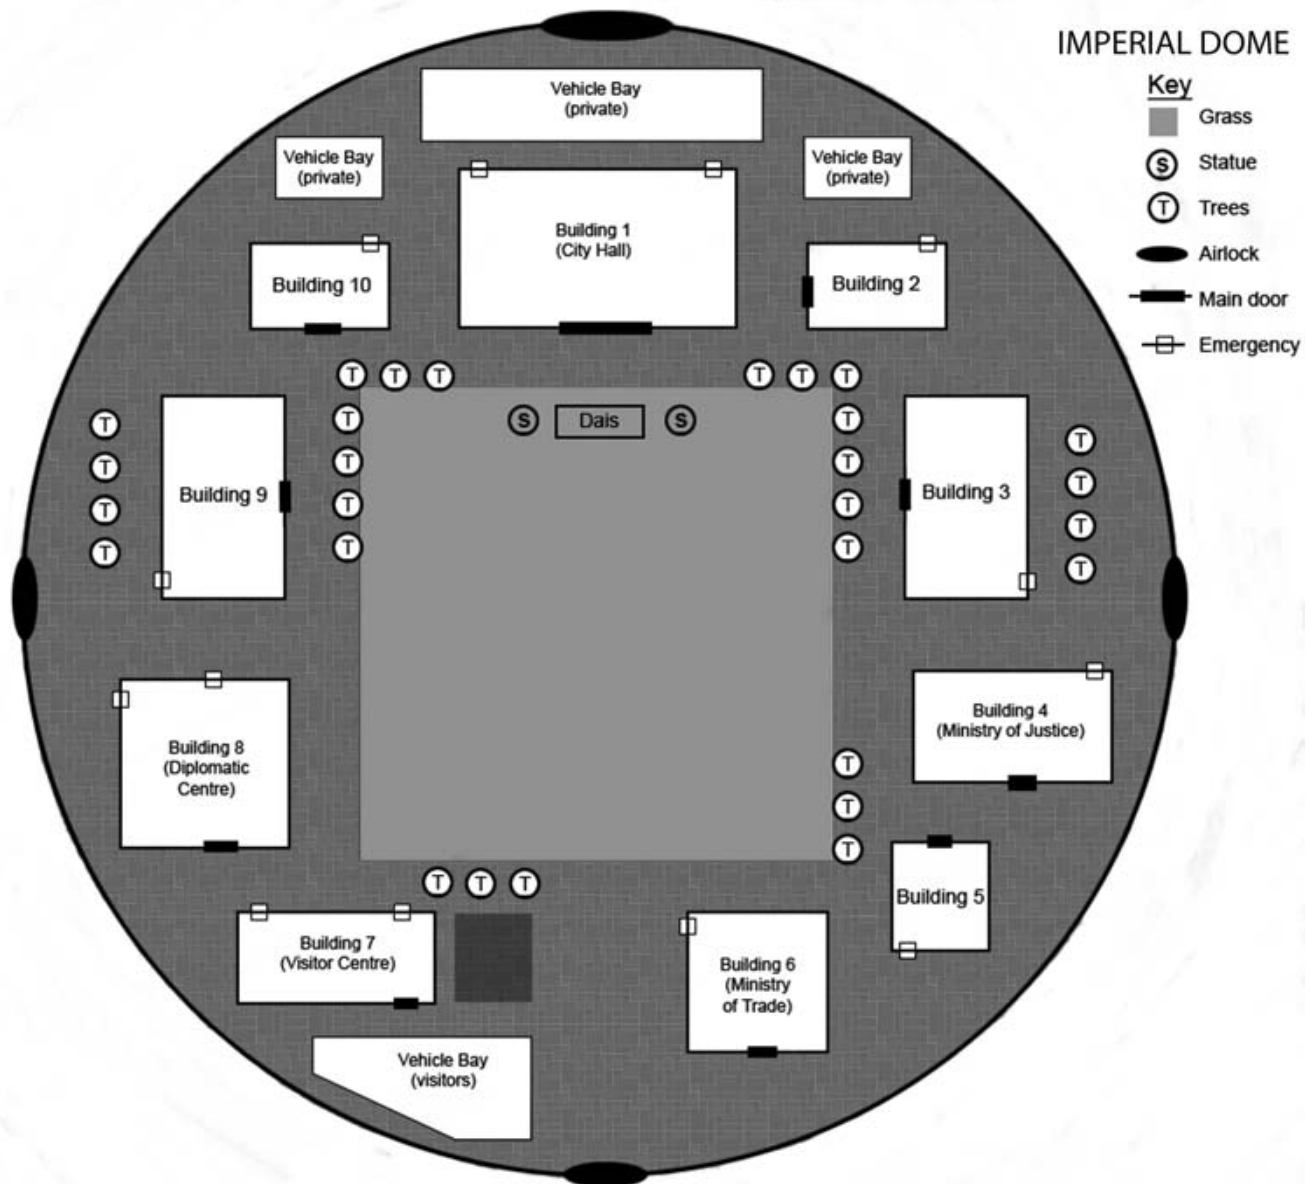 IMPERIAL DOME
Key
Grass
S
Statue
T
Trees
Airlock
Main door
Emergency
Vehicle Bay
(private)
Vehicle Bay
(private)
Vehicle Bay
(private)
Building 1
(City Hall)
Building 10
Building 2
T T T T T T
S Dais S
T T T
T T
T T T
T T T
T T T
T T
T
Building 9
Building 3
Building 4
(Ministry of Justice)
Building 8
(Diplomatic
Centre)
T
T
T
Building 5
T T T
Building 7
(Visitor Centre)
Building 6
(Ministry
of Trade)
Vehicle Bay
(visitors)